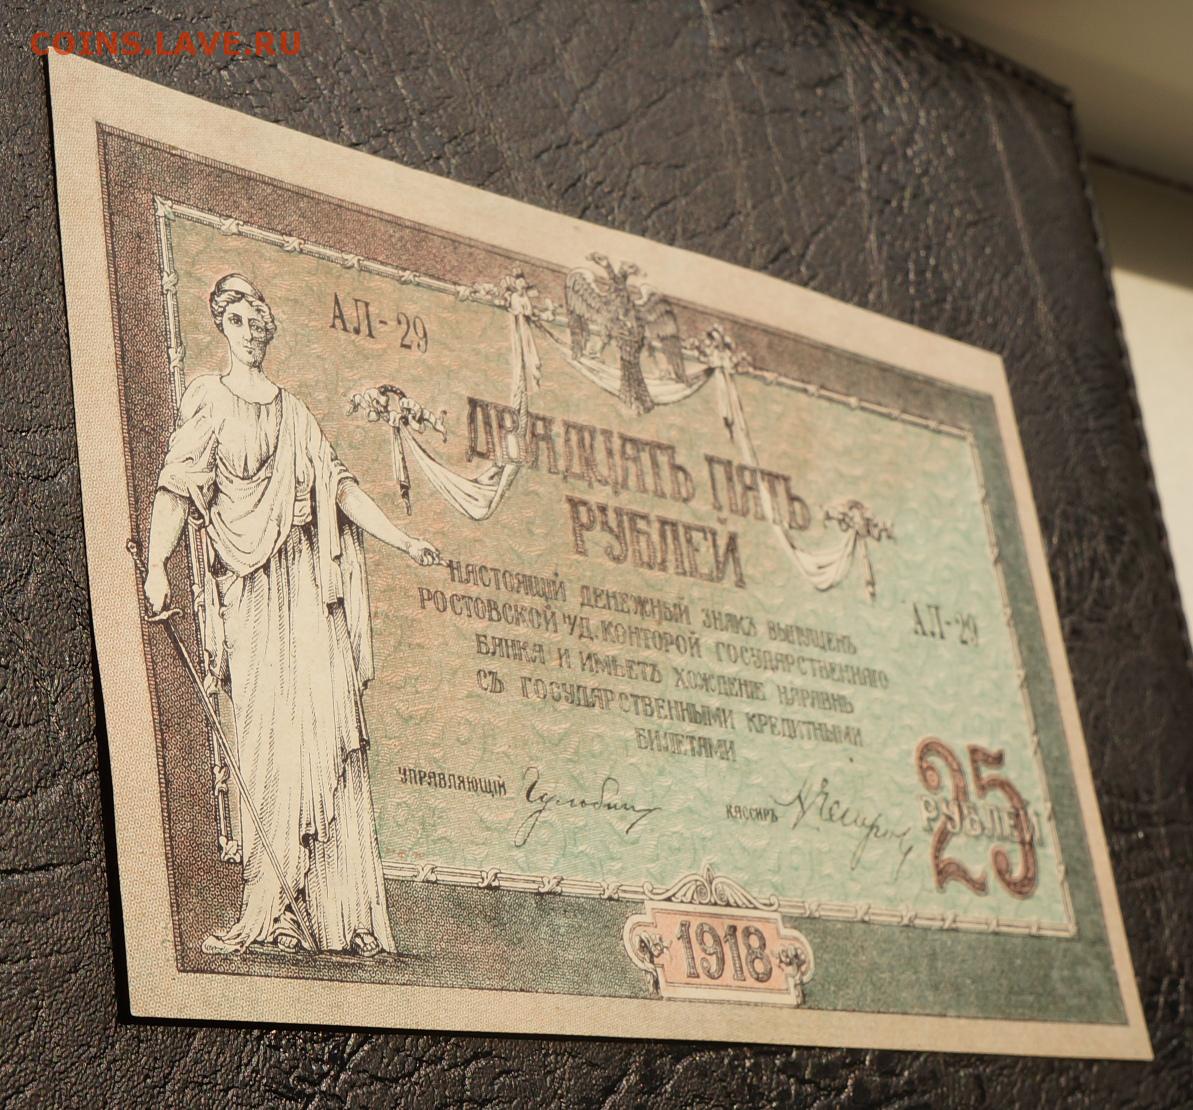 COINS.LAVE.RU
АЛ-29
ДВАДЦАТЬ ПЯТЬ
РУБЛЕЙ
НАСТОЯЩІЙ ДЕНЕЖНЫЙ ЗНАКЪ ВЫПУЩЕНЪ
РОСТОВСКОЙ н/Д. КОНТОРОЙ ГОСУДАРСТВЕННАГО
БАНКА И ИМѢЕТЪ ХОЖДЕНІЕ НАРАВНѢ
СЪ ГОСУДАРСТВЕННЫМИ КРЕДИТНЫМИ
БИЛЕТАМИ
АЛ-29
УПРАВЛЯЮЩІЙ
КАССИРЪ
25
РУБЛЕЙ
1918